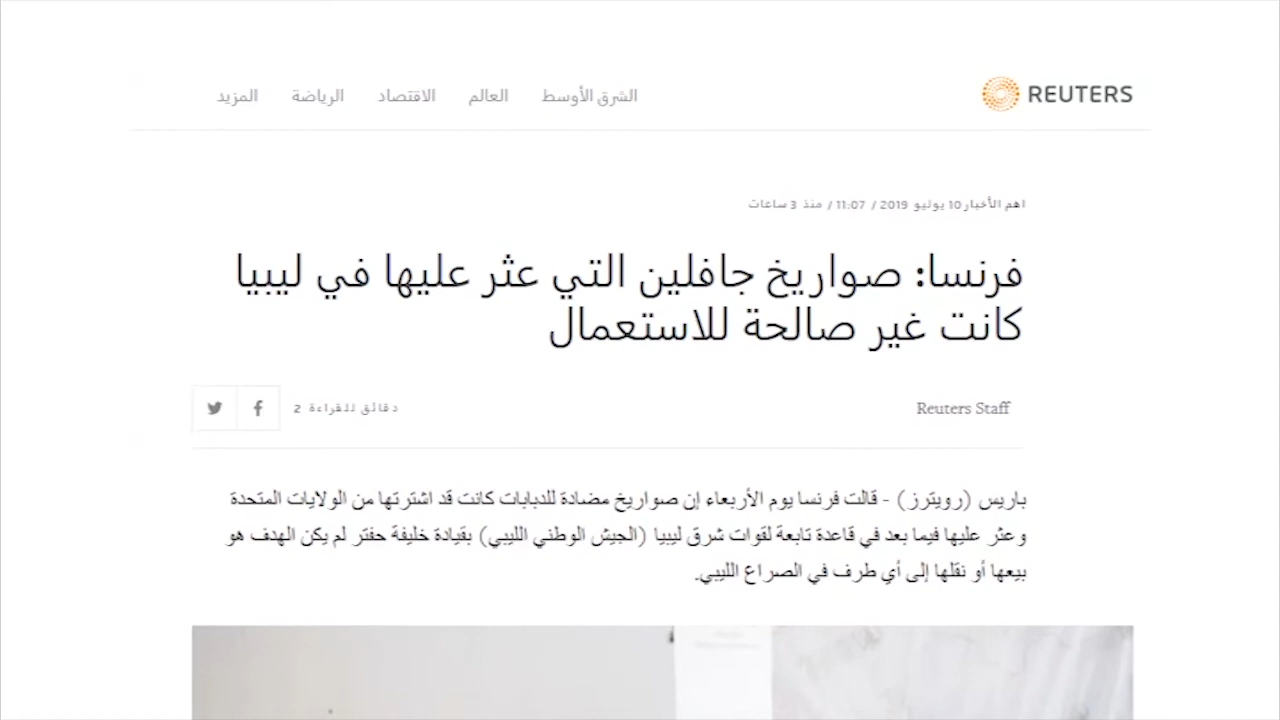 REUTERS
الشرق الأوسط العالم الاقتصاد الرياضة المزيد
اهم الأخبار 10 يوليو 2019 / 11:07 / منذ 3 ساعات
فرنسا: صواريخ جافلين التي عثر عليها في ليبيا
كانت غير صالحة للاستعمال
Reuters Staff
2 دقائق للقراءة
باريس (رويترز) - قالت فرنسا يوم الأربعاء إن صواريخ مضادة للدبابات كانت قد اشترتها من الولايات المتحدة
وعثر عليها فيما بعد في قاعدة تابعة لقوات شرق ليبيا (الجيش الوطني الليبي) بقيادة خليفة حفتر لم يكن الهدف هو
بيعها أو نقلها إلى أي طرف في الصراع الليبي.